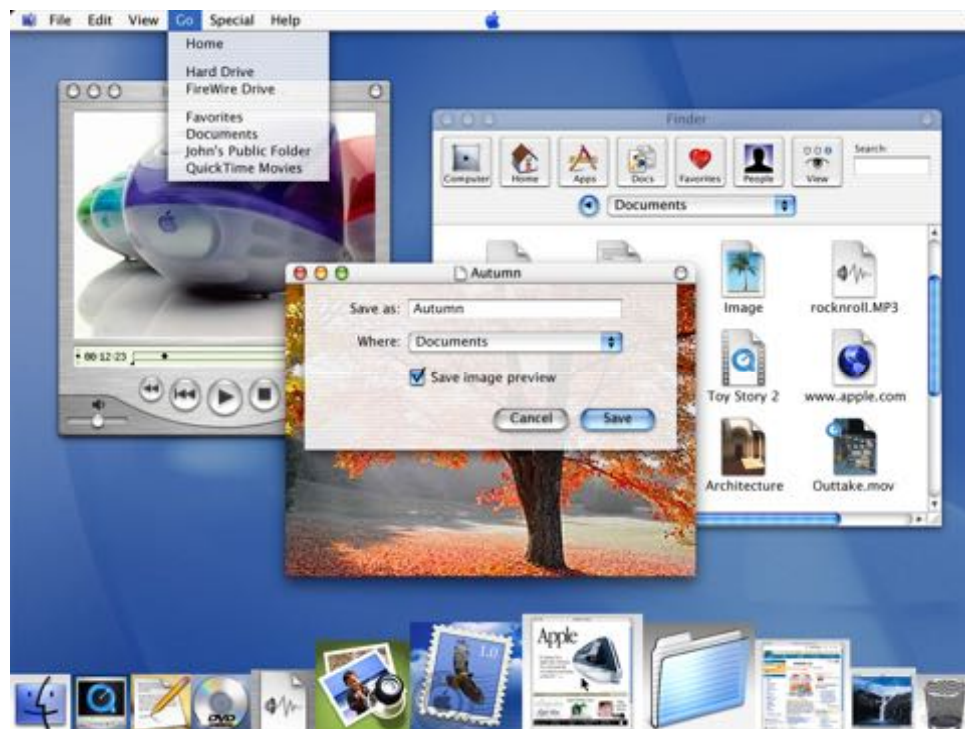 File Edit View Go Special Help
Home
Hard Drive
FireWire Drive
Favorites
Documents
John's Public Folder
QuickTime Movies
00:12:23
Finder
Computer Home Apps Docs Favorites People View Search:
Documents
Image rocknroll.MP3
Toy Story 2 www.apple.com
Architecture Outtake.mov
Autumn
Save as: Autumn
Where: Documents
Save image preview
Cancel Save
1.0
Apple
DVD